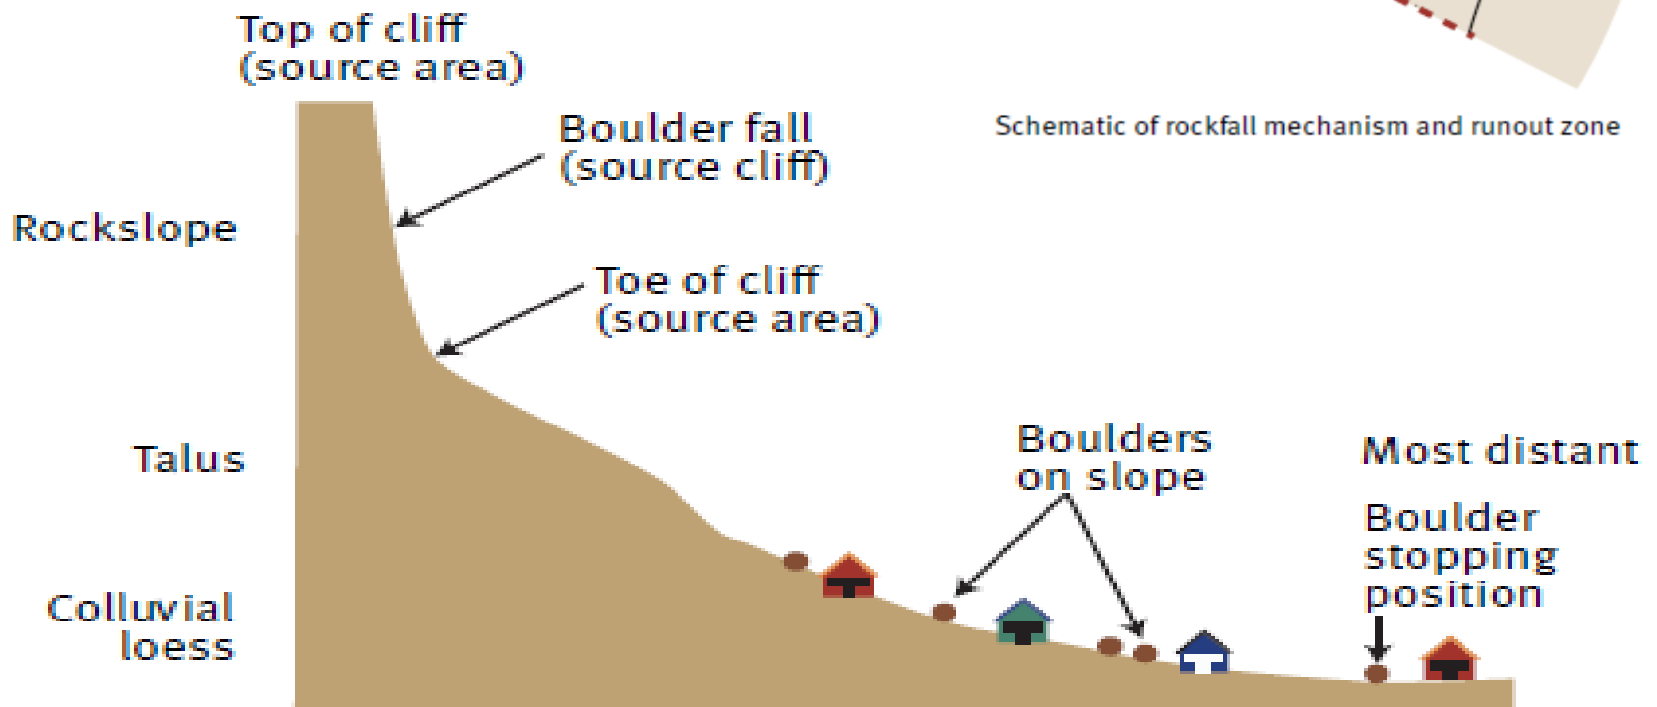 Top of cliff
(source area)
Schematic of rockfall mechanism and runout zone
Boulder fall
(source cliff)
Rockslope
Toe of cliff
(source area)
Talus
Boulders
on slope
Most distant
Boulder
stopping
position
Colluvial
loess